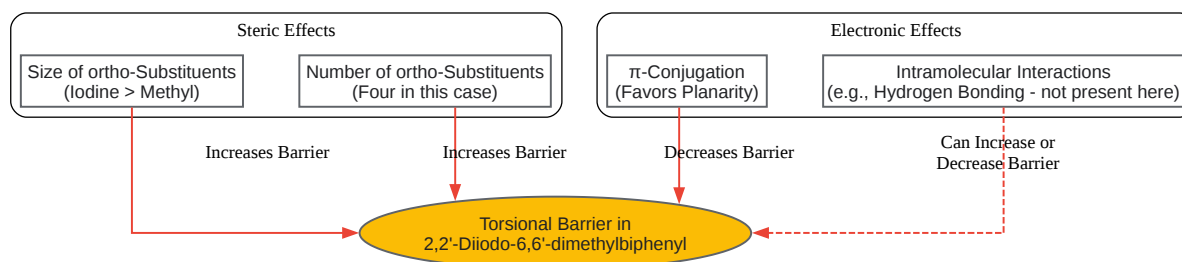 Steric Effects
Electronic Effects
Size of ortho-Substituents
(Iodine > Methyl)
Number of ortho-Substituents
(Four in this case)
π-Conjugation
(Favors Planarity)
Intramolecular Interactions
(e.g., Hydrogen Bonding - not present here)
Increases Barrier
Increases Barrier
Decreases Barrier
Can Increase or
Decrease Barrier
Torsional Barrier in
2,2'-Diiodo-6,6'-dimethylbiphenyl